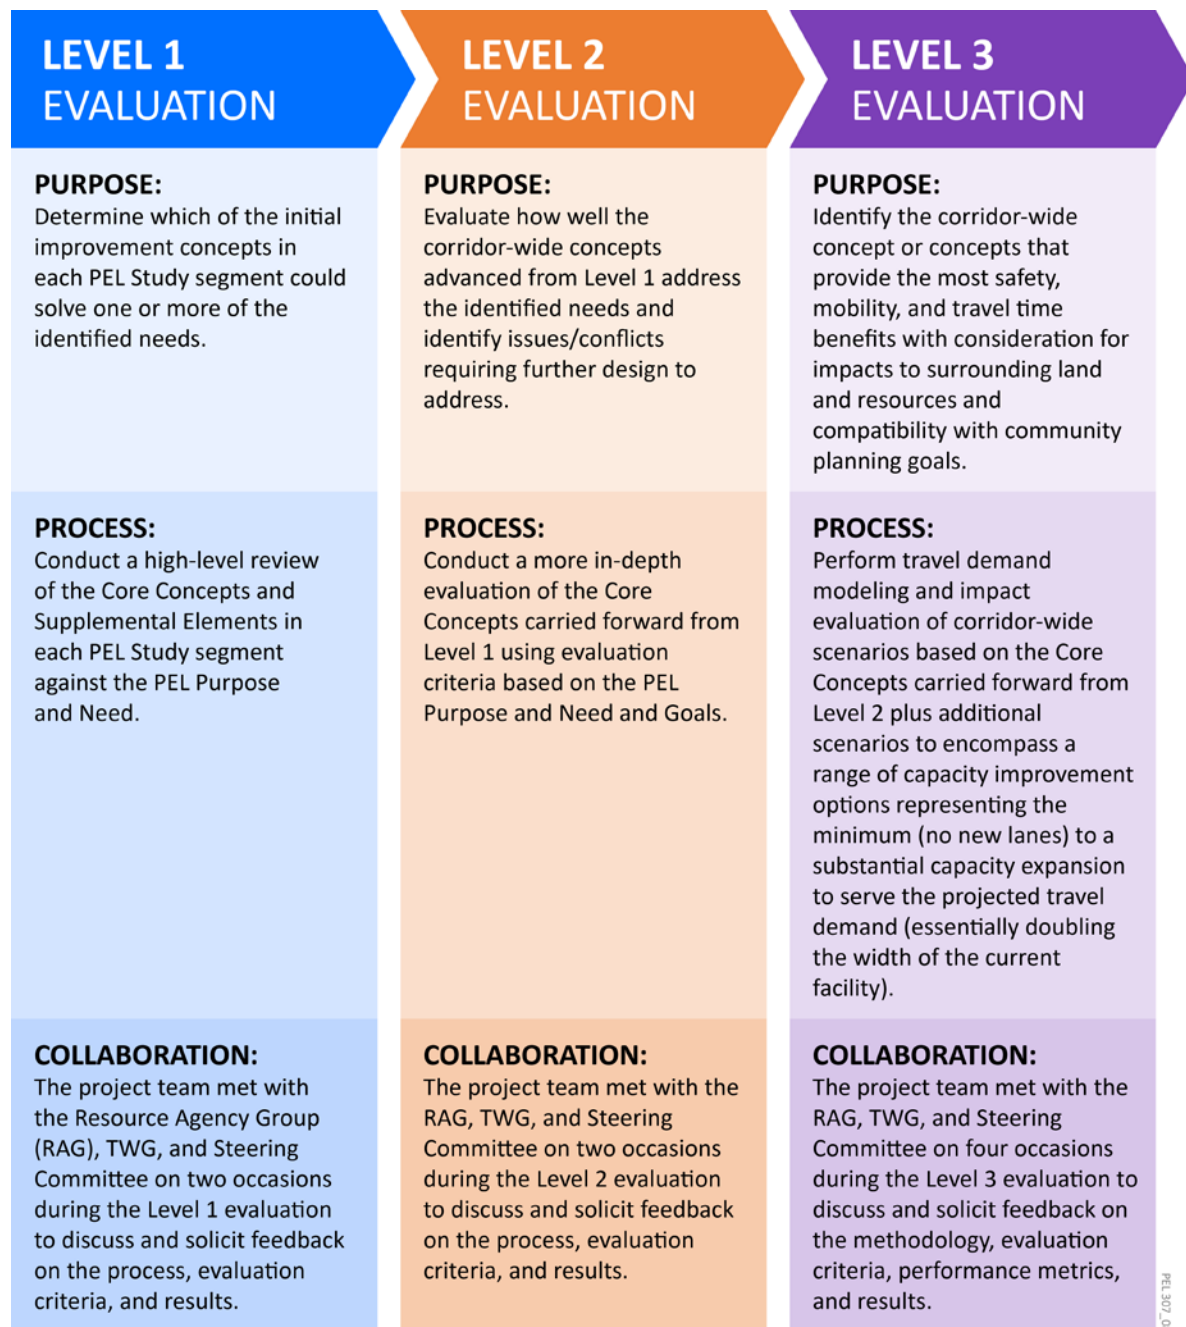 LEVEL 1
EVALUATION
PURPOSE:
Determine which of the initial
improvement concepts in
each PEL Study segment could
solve one or more of the
identified needs.
PROCESS:
Conduct a high-level review
of the Core Concepts and
Supplemental Elements in
each PEL Study segment
against the PEL Purpose
and Need.
COLLABORATION:
The project team met with
the Resource Agency Group
(RAG), TWG, and Steering
Committee on two occasions
during the Level 1 evaluation
to discuss and solicit feedback
on the process, evaluation
criteria, and results.
LEVEL 2
EVALUATION
PURPOSE:
Evaluate how well the
corridor-wide concepts
advanced from Level 1 address
the identified needs and
identify issues/conflicts
requiring further design to
address.
PROCESS:
Conduct a more in-depth
evaluation of the Core
Concepts carried forward from
Level 1 using evaluation
criteria based on the PEL
Purpose and Need and Goals.
COLLABORATION:
The project team met with the
RAG, TWG, and Steering
Committee on two occasions
during the Level 2 evaluation
to discuss and solicit feedback
on the process, evaluation
criteria, and results.
LEVEL 3
EVALUATION
PURPOSE:
Identify the corridor-wide
concept or concepts that
provide the most safety,
mobility, and travel time
benefits with consideration for
impacts to surrounding land
and resources and
compatibility with community
planning goals.
PROCESS:
Perform travel demand
modeling and impact
evaluation of corridor-wide
scenarios based on the Core
Concepts carried forward from
Level 2 plus additional
scenarios to encompass a
range of capacity improvement
options representing the
minimum (no new lanes) to a
substantial capacity expansion
to serve the projected travel
demand (essentially doubling
the width of the current
facility).
COLLABORATION:
The project team met with the
RAG, TWG, and Steering
Committee on four occasions
during the Level 3 evaluation to
discuss and solicit feedback on
the methodology, evaluation
criteria, performance metrics,
and results.
PEL 307_0